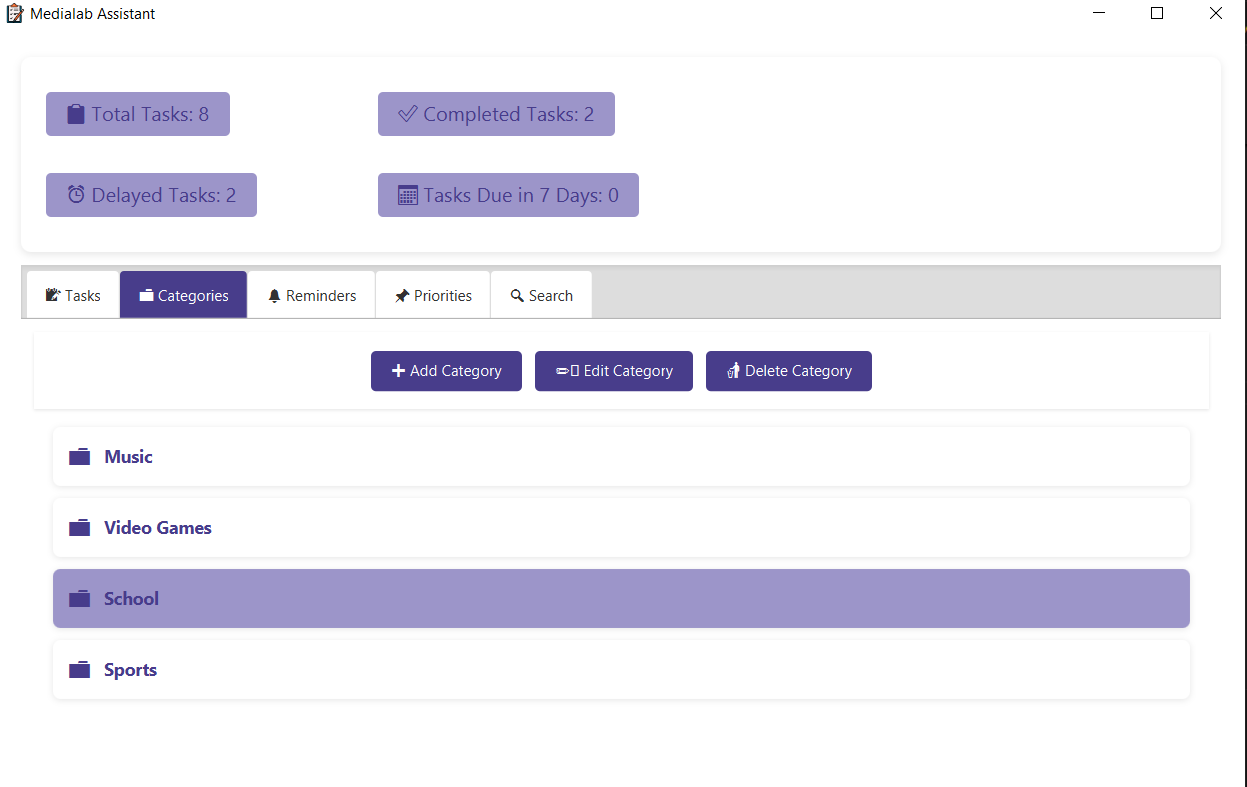 Medialab Assistant
Total Tasks: 8
Completed Tasks: 2
Delayed Tasks: 2
Tasks Due in 7 Days: 0
Tasks
Categories
Reminders
Priorities
Search
Add Category
Edit Category
Delete Category
Music
Video Games
School
Sports